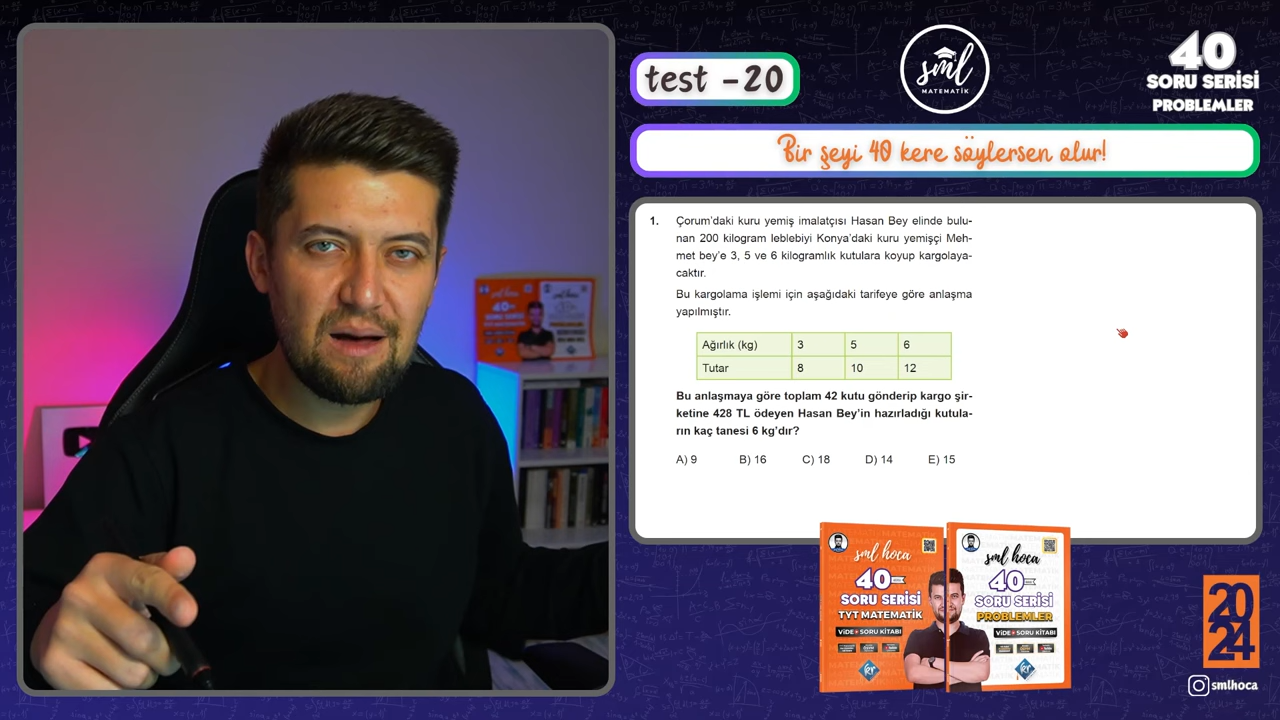 test -20
sml
MATEMATİK
40
SORU SERİSİ
PROBLEMLER
Bir şeyi 40 kere söylersen olur!
1. Çorum'daki kuru yemiş imalatçısı Hasan Bey elinde bulu-
nan 200 kilogram leblebiyi Konya'daki kuru yemişçi Meh-
met bey'e 3, 5 ve 6 kilogramlık kutulara koyup kargolaya-
caktır.
Bu kargolama işlemi için aşağıdaki tarifeye göre anlaşma
yapılmıştır.
Ağırlık (kg) 3 5 6
Tutar 8 10 12
Bu anlaşmaya göre toplam 42 kutu gönderip kargo şir-
ketine 428 TL ödeyen Hasan Bey'in hazırladığı kutula-
rın kaç tanesi 6 kg'dır?
A) 9 B) 16 C) 18 D) 14 E) 15
sml hoca
40
SORU SERİSİ
TYT MATEMATİK
VİDEO SORU KİTABI
kr
sml hoca
40
SORU SERİSİ
PROBLEMLER
VİDEO SORU KİTABI
kr
2024
smlhoca